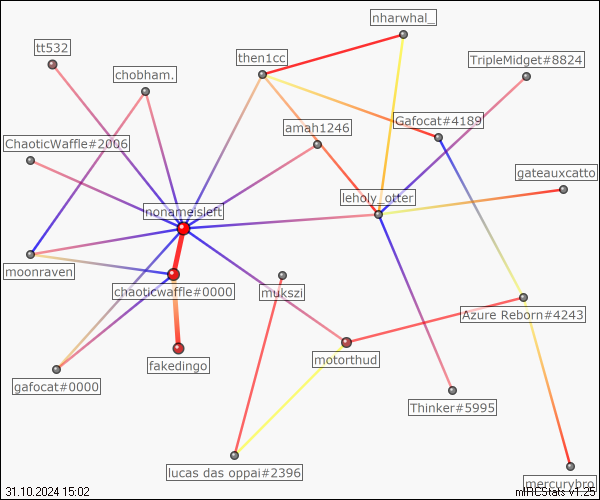 nharwhal_
tt532
then1cc
TripleMidget#8824
chobham.
Gafocat#4189
amah1246
ChaoticWaffle#2006
gateauxcatto
leholy_otter
nonameisleft
moonraven
chaoticwaffle#0000
mukszi
Azure Reborn#4243
motorthud
fakedingo
gafocat#0000
Thinker#5995
lucas das oppai#2396
mercurybro
31.10.2024 15:02
mIRCStats v1.25